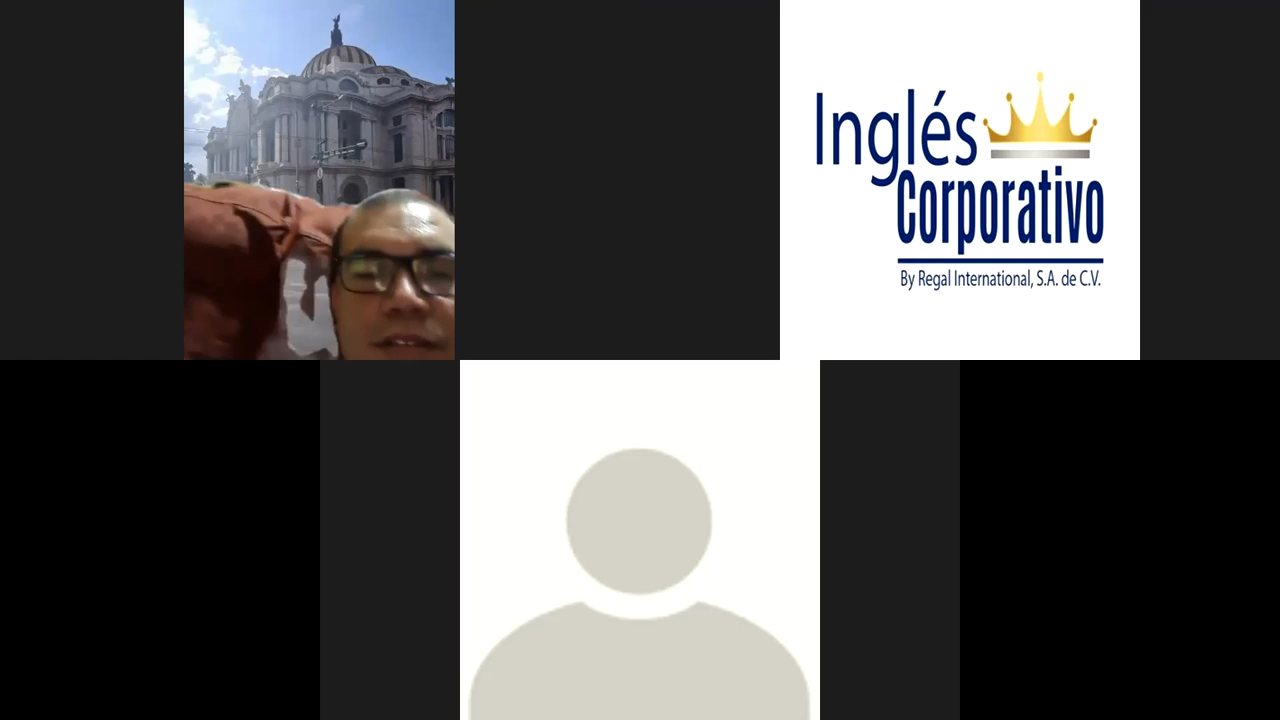 Inglés
Corporativo
By Regal International, S.A. de C.V.